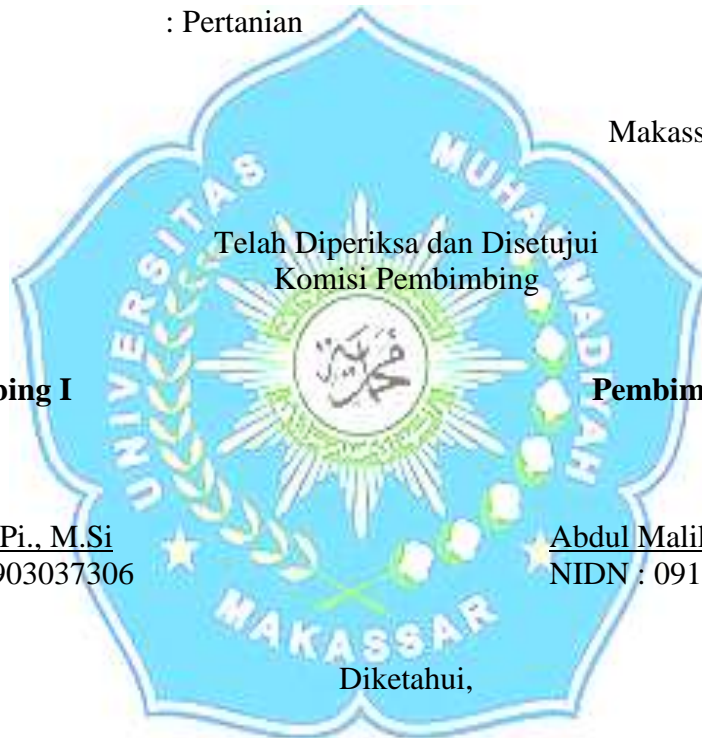 : Pertanian
Makass
Telah Diperiksa dan Disetujui
Komisi Pembimbing
bing I
Pembim
Pi., M.Si
Abdul Mali
903037306
NIDN : 091
Diketahui,
UNIVERSITAS MUHAMMADIYAH
MAKASSAR